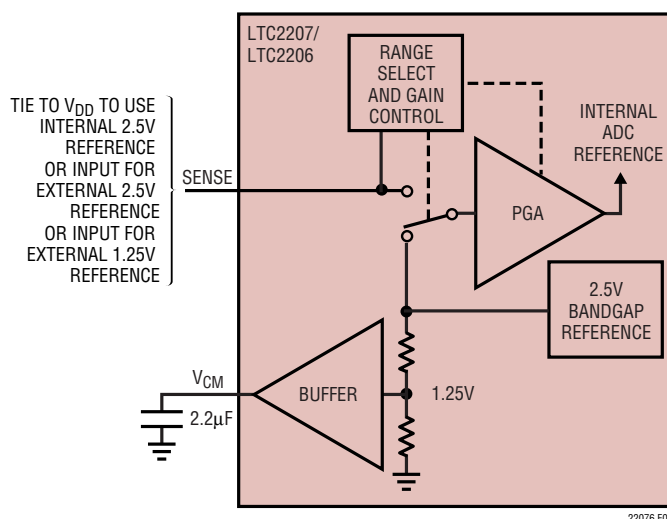 LTC2207/
LTC2206
RANGE
SELECT
AND GAIN
CONTROL
TIE TO VDD TO USE
INTERNAL 2.5V
REFERENCE
OR INPUT FOR
EXTERNAL 2.5V
REFERENCE
OR INPUT FOR
EXTERNAL 1.25V
REFERENCE
SENSE
INTERNAL
ADC
REFERENCE
PGA
2.5V
BANDGAP
REFERENCE
VCM
BUFFER
1.25V
2.2µF